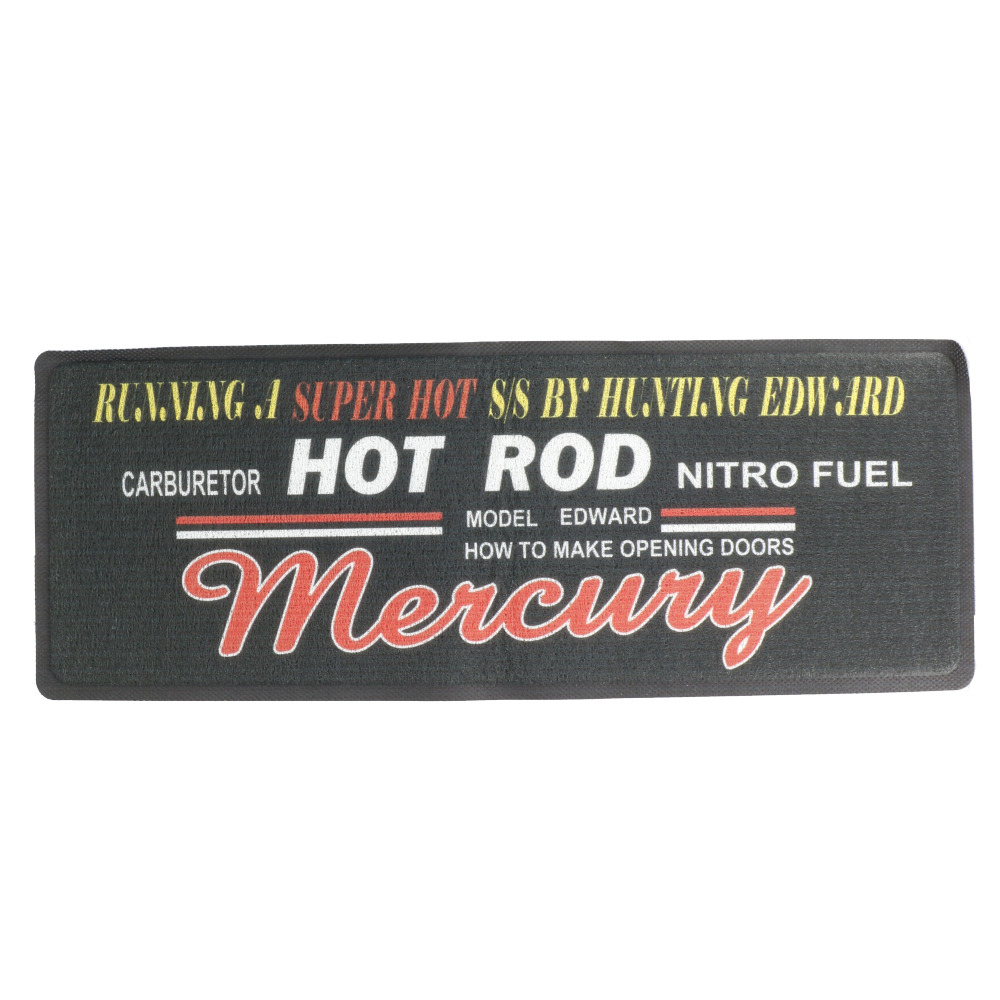 RUNNING A SUPER HOT S/S BY HUNTING EDWARD
CARBURETOR HOT ROD NITRO FUEL
MODEL EDWARD
HOW TO MAKE OPENING DOORS
Mercury